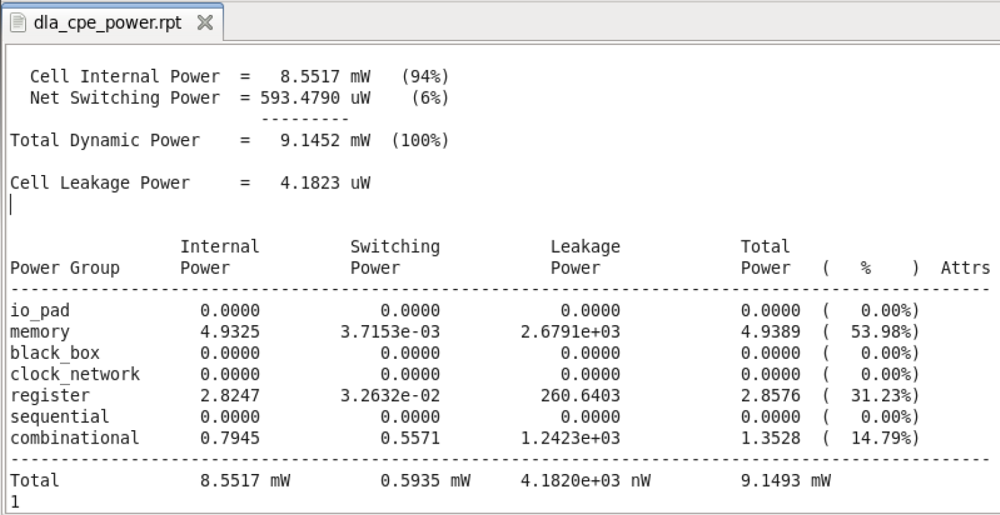 dla_cpe_power.rpt
Cell Internal Power  =   8.5517 mW   (94%)
Net Switching Power  = 593.4790 uW    (6%)
---------
Total Dynamic Power    =   9.1452 mW  (100%)
Cell Leakage Power     =   4.1823 uW
Internal         Switching           Leakage            Total
Power Group      Power            Power               Power              Power   (   %    )  Attrs
--------------------------------------------------------------------------------------------------
io_pad             0.0000            0.0000            0.0000            0.0000  (   0.00%)
memory             4.9325        3.7153e-03        2.6791e+03            4.9389  (  53.98%)
black_box          0.0000            0.0000            0.0000            0.0000  (   0.00%)
clock_network      0.0000            0.0000            0.0000            0.0000  (   0.00%)
register           2.8247        3.2632e-02          260.6403            2.8576  (  31.23%)
sequential         0.0000            0.0000            0.0000            0.0000  (   0.00%)
combinational      0.7945            0.5571        1.2423e+03            1.3528  (  14.79%)
--------------------------------------------------------------------------------------------------
Total              8.5517 mW         0.5935 mW     4.1820e+03 nW         9.1493 mW
1